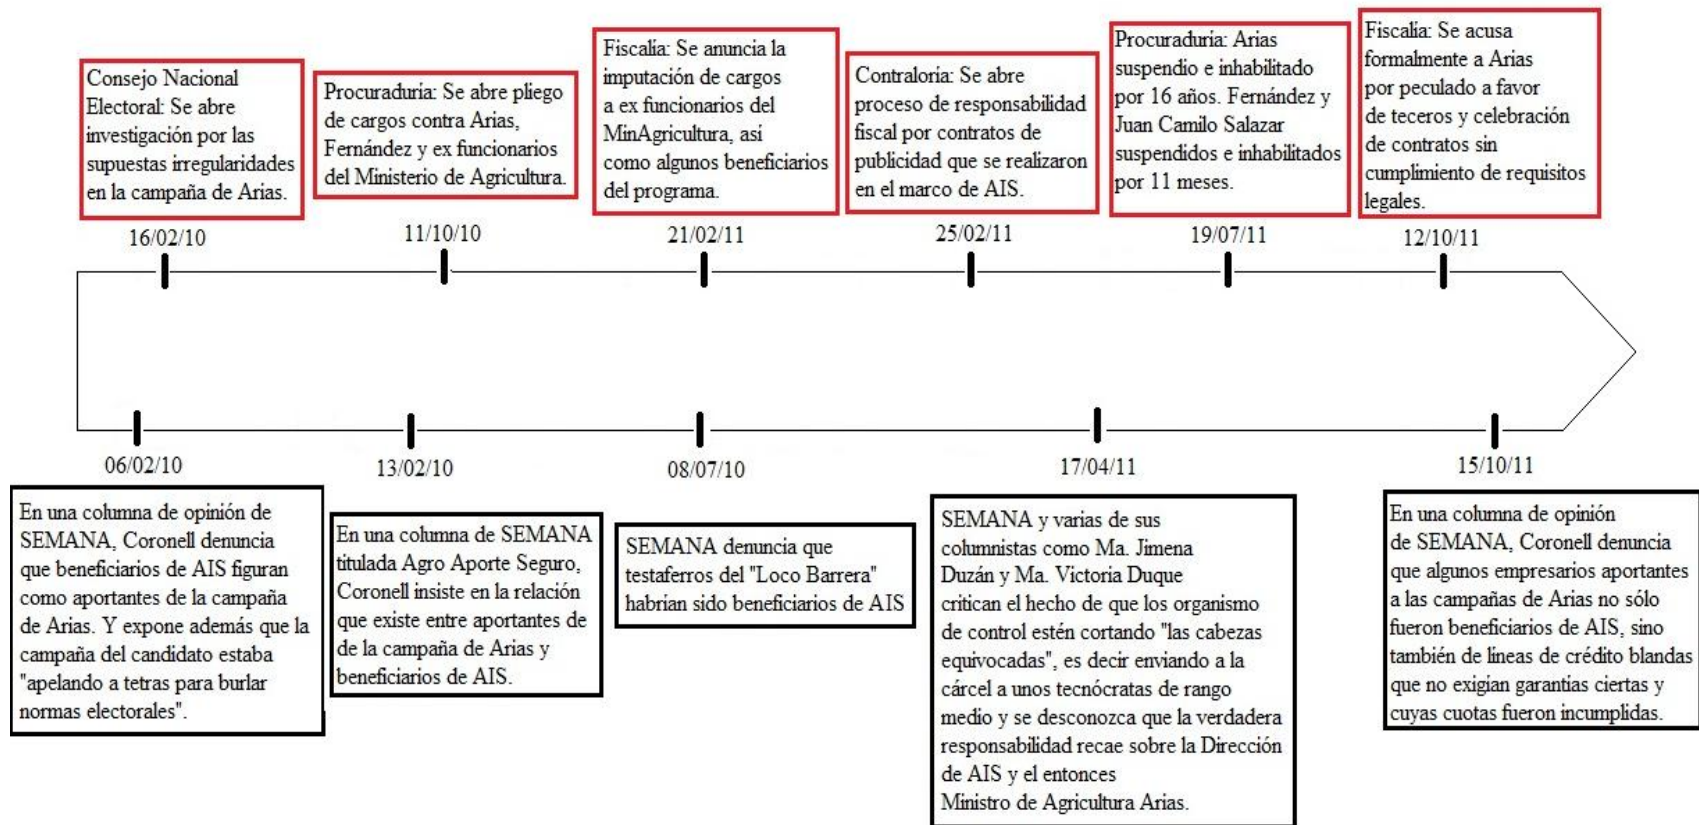 Consejo Nacional
Electoral: Se abre
investigación por las
supuestas irregularidades
en la campaña de Arias.
16/02/10
Procuraduria: Se abre pliego
de cargos contra Arias,
Fernández y ex funcionarios
del Ministerio de Agricultura.
11/10/10
Fiscalía: Se anuncia la
imputación de cargos
a ex funcionarios del
MinAgricultura, así
como algunos beneficiarios
del programa.
21/02/11
Contraloría: Se abre
proceso de responsabilidad
fiscal por contratos de
publicidad que se realizaron
en el marco de AIS.
25/02/11
Procuraduría: Arias
suspendio e inhabilitado
por 16 años. Fernández y
Juan Camilo Salazar
suspendidos e inhabilitados
por 11 meses.
19/07/11
Fiscalía: Se acusa
formalmente a Arias
por peculado a favor
de teceros y celebración
de contratos sin
cumplimiento de requisitos
legales.
12/10/11
06/02/10
En una columna de opinión de
SEMANA, Coronell denuncia
que beneficiarios de AIS figuran
como aportantes de la campaña
de Arias. Y expone además que la
campaña del candidato estaba
"apelando a tetras para burlar
normas electorales".
13/02/10
En una columna de SEMANA
titulada Agro Aporte Seguro,
Coronell insiste en la relación
que existe entre aportantes de
de la campaña de Arias y
beneficiarios de AIS.
08/07/10
SEMANA denuncia que
testaferros del "Loco Barrera"
habrían sido beneficiarios de AIS
17/04/11
SEMANA y varias de sus
columnistas como Ma. Jimena
Duzán y Ma. Victoria Duque
critican el hecho de que los organismo
de control estén cortando "las cabezas
equivocadas", es decir enviando a la
cárcel a unos tecnócratas de rango
medio y se desconozca que la verdadera
responsabilidad recae sobre la Dirección
de AIS y el entonces
Ministro de Agricultura Arias.
15/10/11
En una columna de opinión
de SEMANA, Coronell denuncia
que algunos empresarios aportantes
a las campañas de Arias no sólo
fueron beneficiarios de AIS, sino
también de líneas de crédito blandas
que no exigían garantías ciertas y
cuyas cuotas fueron incumplidas.